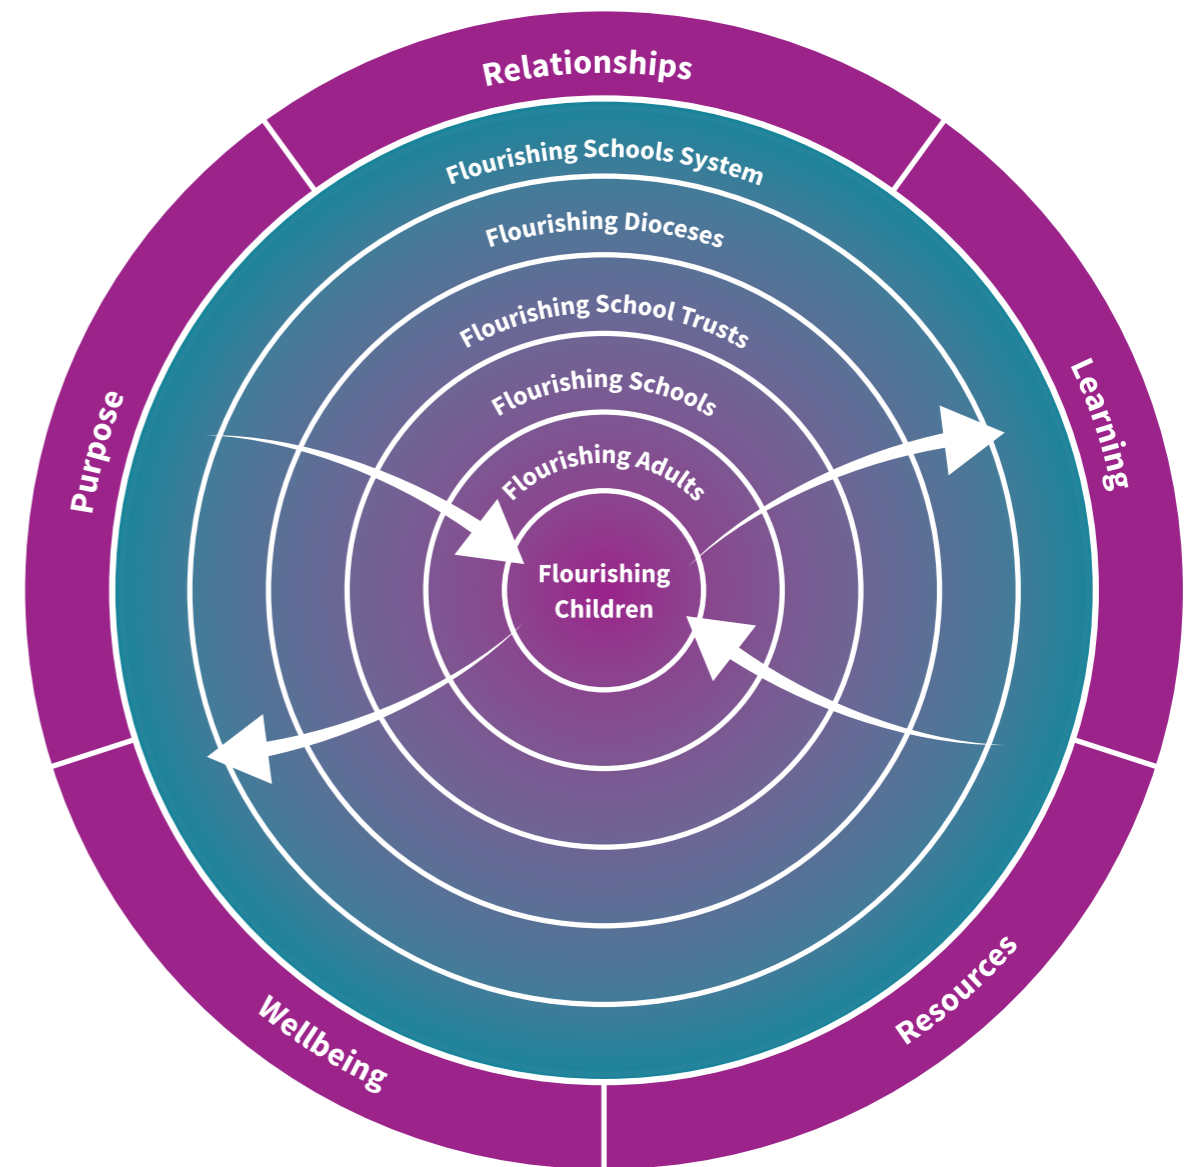 Relationships
Flourishing Schools System
Flourishing Dioceses
Flourishing School Trusts
Flourishing Schools
Flourishing Adults
Flourishing
Children
Purpose
Learning
Wellbeing
Resources